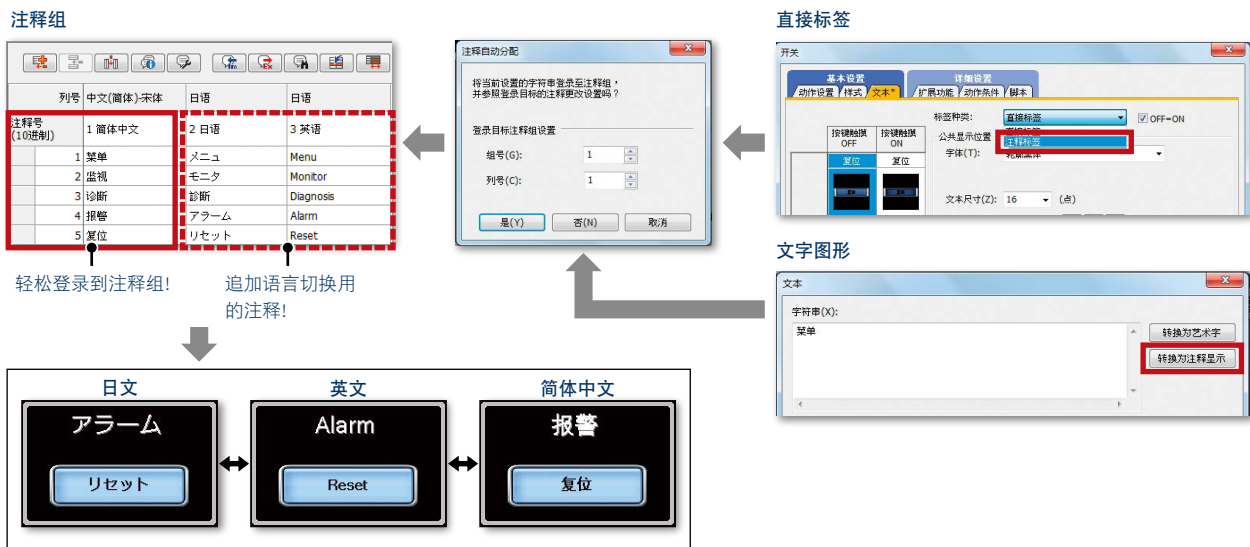 注释组
列号 中文(简体)-宋体 日语 日语
注释号
(10进制) 1 简体中文 2 日语 3 英语
1 菜单 メニュ Menu
2 监视 モニタ Monitor
3 诊断 診断 Diagnosis
4 报警 アラーム Alarm
5 复位 リセット Reset
轻松登录到注释组!
追加语言切换用
的注释!
注释自动分配
将当前设置的字符串登录至注释组，
并参照登录目标的注释更改设置吗？
登录目标注释组设置
组号(G): 1
列号(C): 1
是(Y) 否(N) 取消
直接标签
开关
基本设置 详细设置
动作设置 样式 文本* 扩展功能 动作条件 脚本
标签种类: 直接标签 OFF=ON
按键触摸
OFF
按键触摸
ON
公共显示位置
注释标签
复位 复位
字体(T):
文本尺寸(Z): 16 (点)
文字图形
文本
字符串(X):
菜单
转换为艺术字
转换为注释显示
日文 英文 简体中文
アラーム Alarm 报警
リセット Reset 复位